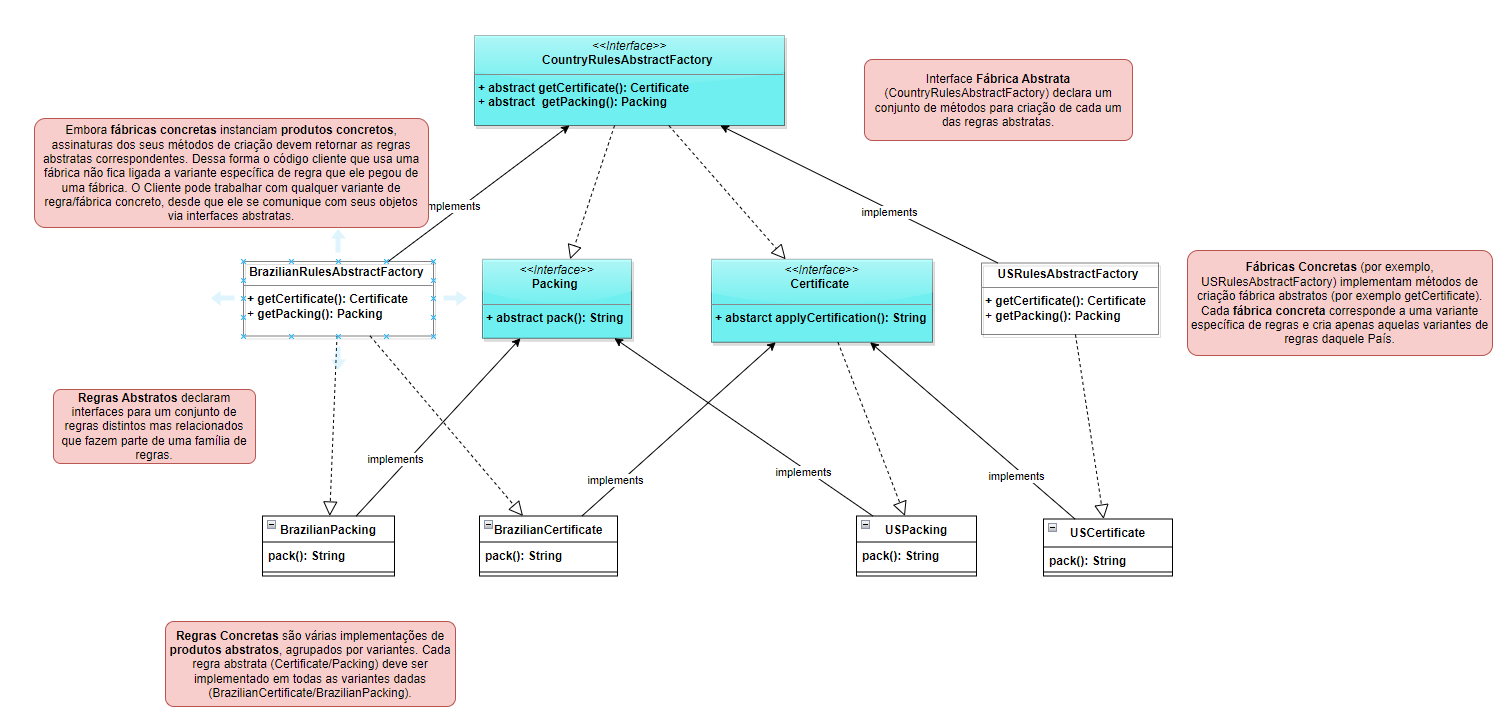 <<Interface>>
CountryRulesAbstractFactory
+ abstract getCertificate(): Certificate
+ abstract  getPacking(): Packing
Interface Fábrica Abstrata
(CountryRulesAbstractFactory) declara um
conjunto de métodos para criação de cada um
das regras abstratas.
Embora fábricas concretas instanciam produtos concretos,
assinaturas dos seus métodos de criação devem retornar as regras
abstratas correspondentes. Dessa forma o código cliente que usa uma
fábrica não fica ligada a variante específica de regra que ele pegou de
uma fábrica. O Cliente pode trabalhar com qualquer variante de
regra/fábrica concreto, desde que ele se comunique com seus objetos
via interfaces abstratas.
mplements
implements
BrazilianRulesAbstractFactory
+ getCertificate(): Certificate
+ getPacking(): Packing
<<Interface>>
Packing
+ abstract pack(): String
<<Interface>>
Certificate
+ abstarct applyCertification(): String
USRulesAbstractFactory
+ getCertificate(): Certificate
+ getPacking(): Packing
Fábricas Concretas (por exemplo,
USRulesAbstractFactory) implementam métodos de
criação fábrica abstratos (por exemplo getCertificate).
Cada fábrica concreta corresponde a uma variante
específica de regras e cria apenas aquelas variantes de
regras daquele País.
Regras Abstratos declaram
interfaces para um conjunto de
regras distintos mas relacionados
que fazem parte de uma família de
regras.
implements
implements
implements
implements
BrazilianPacking
pack(): String
BrazilianCertificate
pack(): String
USPacking
pack(): String
USCertificate
pack(): String
Regras Concretas são várias implementações de
produtos abstratos, agrupados por variantes. Cada
regra abstrata (Certificate/Packing) deve ser
implementado em todas as variantes dadas
(BrazilianCertificate/BrazilianPacking).